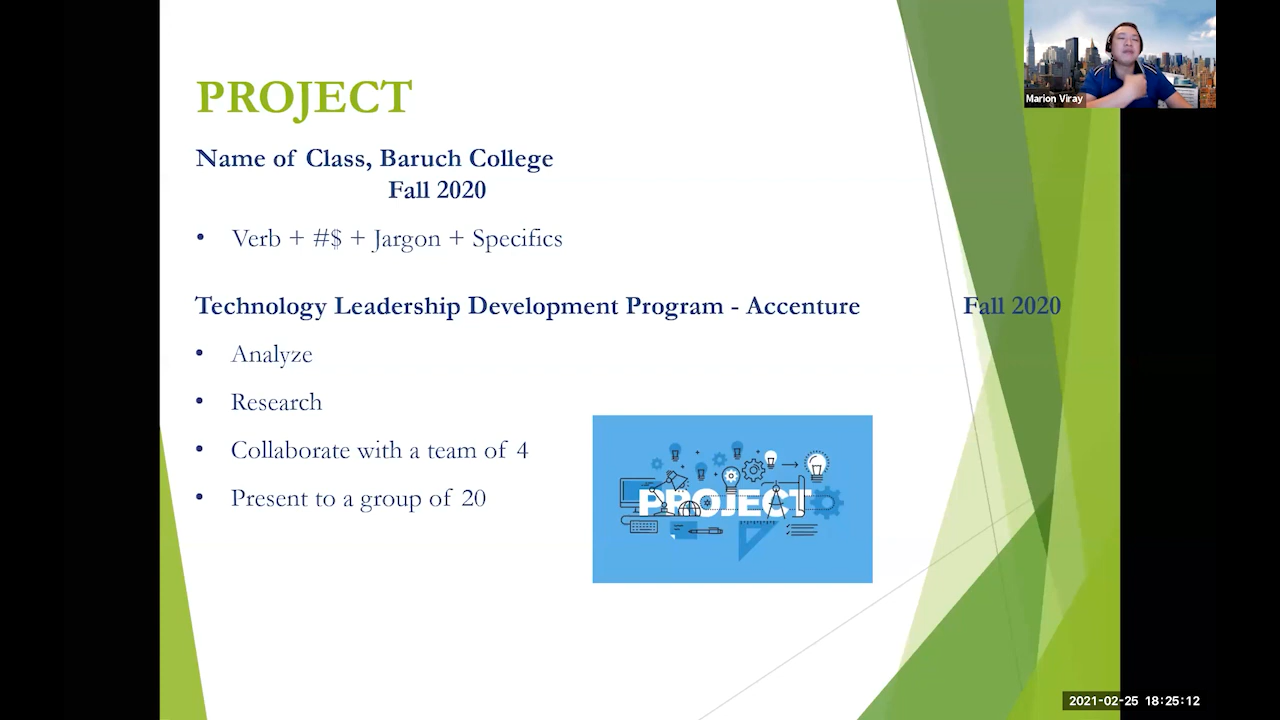 Marion Viray
PROJECT
Name of Class, Baruch College
Fall 2020
• Verb + #$ + Jargon + Specifics
Technology Leadership Development Program - Accenture Fall 2020
• Analyze
• Research
• Collaborate with a team of 4
• Present to a group of 20
PROJECT
2021-02-25 18:25:12